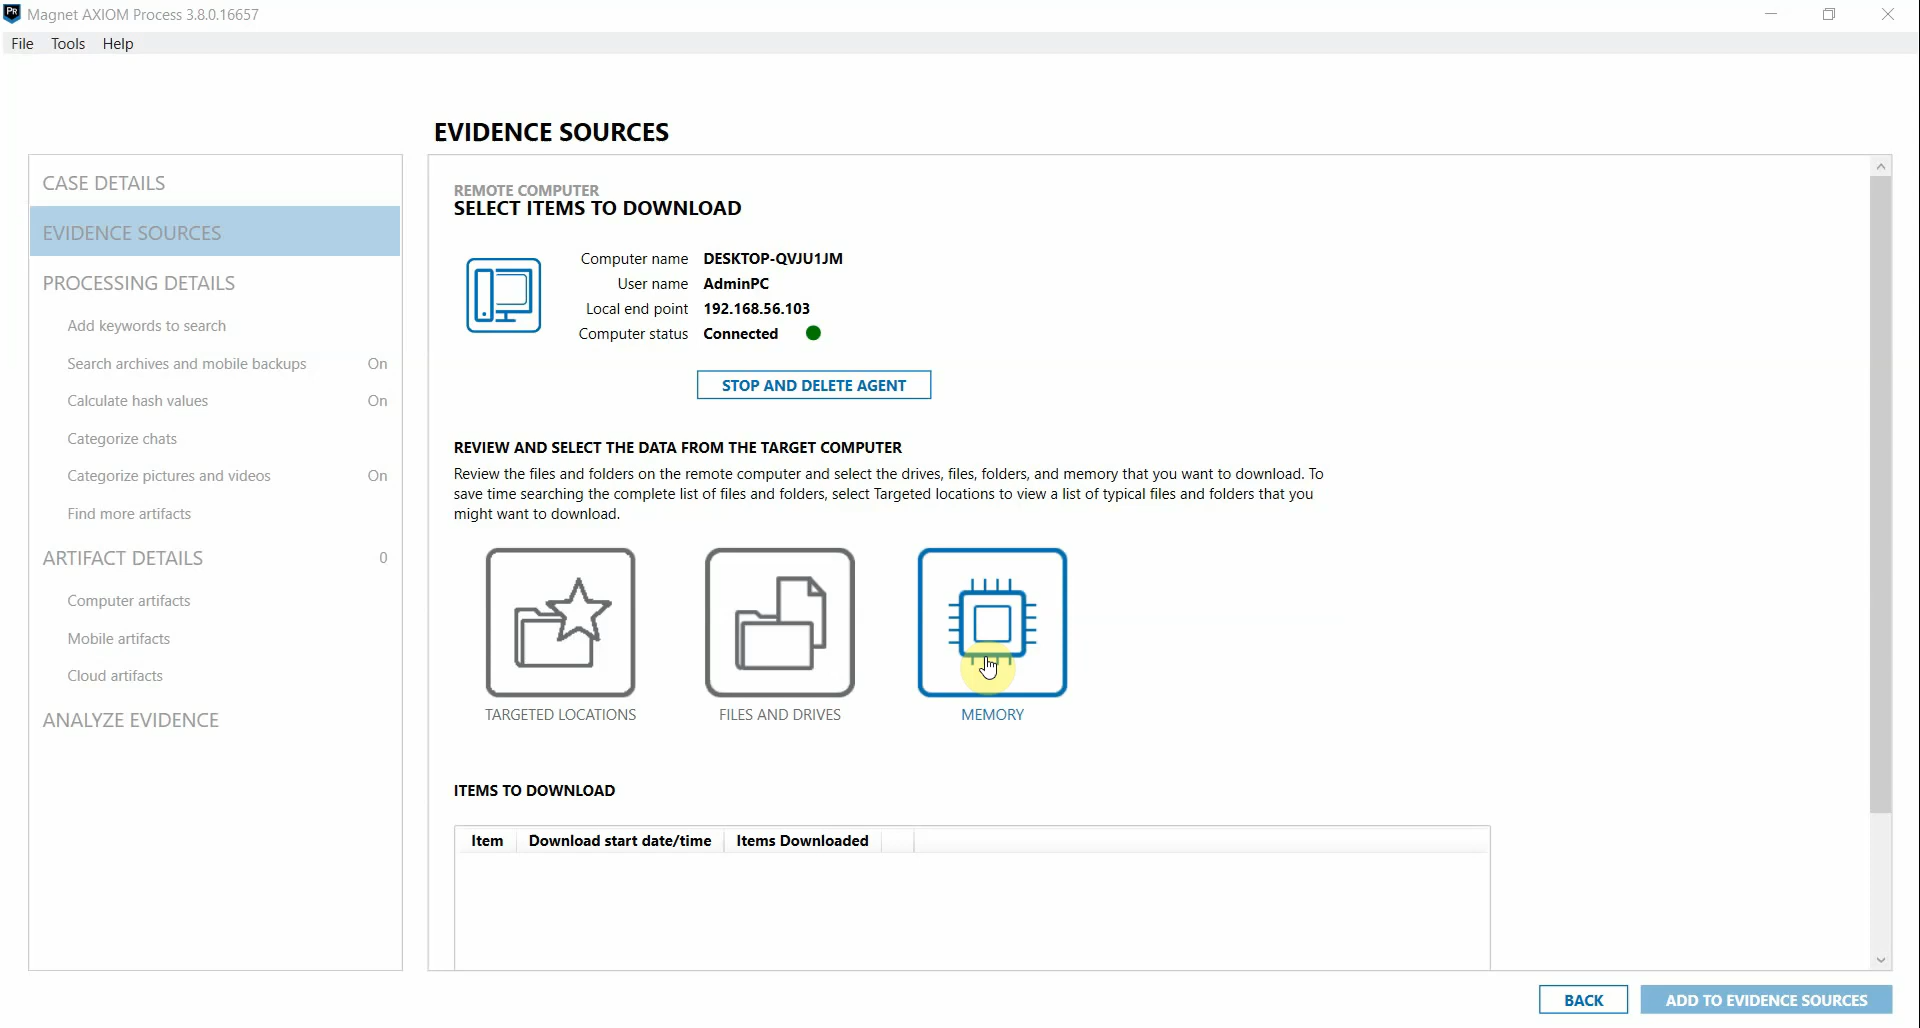 Magnet AXIOM Process 3.8.0.16657
File Tools Help
EVIDENCE SOURCES
CASE DETAILS
EVIDENCE SOURCES
PROCESSING DETAILS
Add keywords to search
Search archives and mobile backups On
Calculate hash values On
Categorize chats
Categorize pictures and videos On
Find more artifacts
ARTIFACT DETAILS 0
Computer artifacts
Mobile artifacts
Cloud artifacts
ANALYZE EVIDENCE
REMOTE COMPUTER
SELECT ITEMS TO DOWNLOAD
Computer name DESKTOP-QVJU1JM
User name AdminPC
Local end point 192.168.56.103
Computer status Connected
STOP AND DELETE AGENT
REVIEW AND SELECT THE DATA FROM THE TARGET COMPUTER
Review the files and folders on the remote computer and select the drives, files, folders, and memory that you want to download. To
save time searching the complete list of files and folders, select Targeted locations to view a list of typical files and folders that you
might want to download.
TARGETED LOCATIONS FILES AND DRIVES MEMORY
ITEMS TO DOWNLOAD
Item Download start date/time Items Downloaded
BACK ADD TO EVIDENCE SOURCES